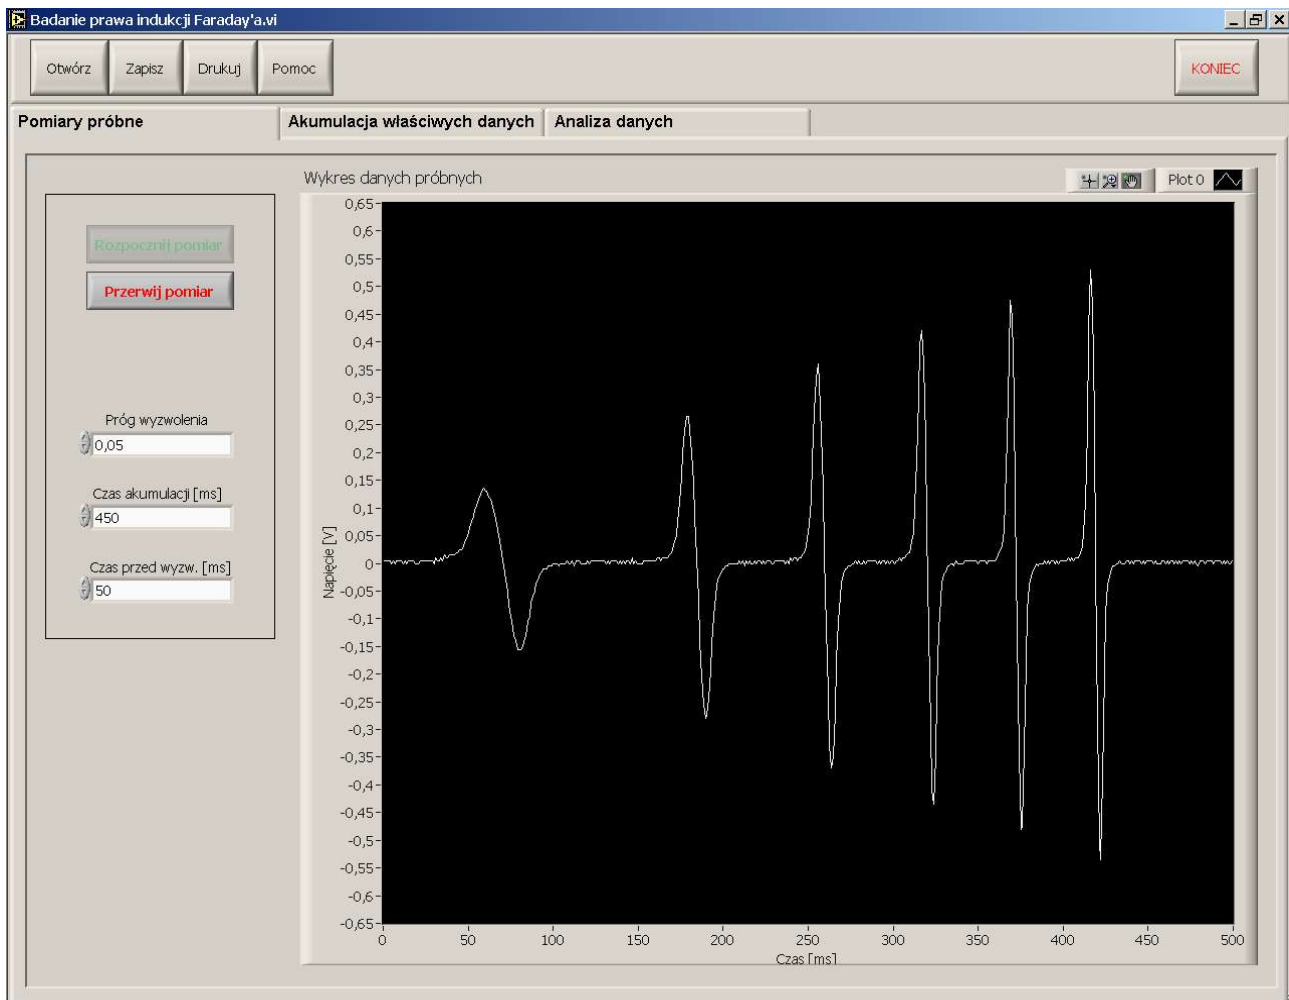 Badanie prawa indukcji Faraday'a.vi
Otwórz Zapisz Drukuj Pomoc KONIEC
Pomiary próbne Akumulacja właściwych danych Analiza danych
Wykres danych próbnych Plot 0
Rozpocznij pomiar
Przerwij pomiar
Próg wyzwolenia
0,05
Czas akumulacji [ms]
450
Czas przed wyzw. [ms]
50
Napięcie [V]
0,65
0,6
0,55
0,5
0,45
0,4
0,35
0,3
0,25
0,2
0,15
0,1
0,05
0
-0,05
-0,1
-0,15
-0,2
-0,25
-0,3
-0,35
-0,4
-0,45
-0,5
-0,55
-0,6
-0,65
0 50 100 150 200 250 300 350 400 450 500
Czas [ms]